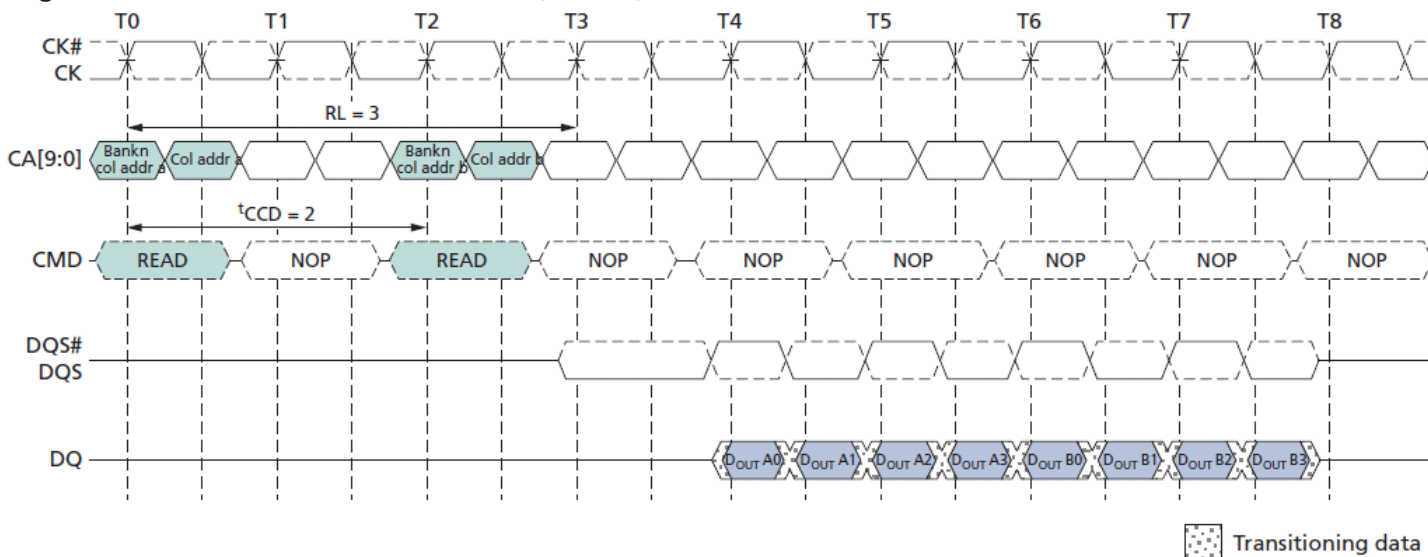 T0 T1 T2 T3 T4 T5 T6 T7 T8
CK#
CK
RL = 3
CA[9:0] Bankn col addr a Col addr a Bankn col addr b Col addr b
tCCD = 2
CMD READ NOP READ NOP NOP NOP NOP NOP NOP
DQS#
DQS
DQ DOUT A0 DOUT A1 DOUT A2 DOUT A3 DOUT B0 DOUT B1 DOUT B2 DOUT B3
Transitioning data